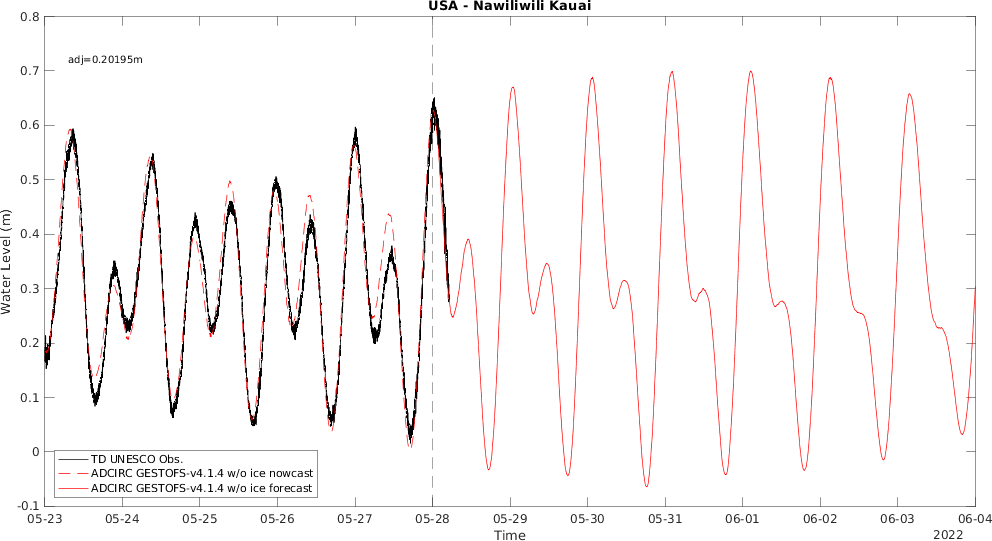 USA - Nawiliwili Kauai
0.8
adj=0.20195m
0.7
0.6
0.5
0.4
Water Level (m)
0.3
0.2
0.1
0
-0.1
TD UNESCO Obs.
ADCIRC GESTOFS-v4.1.4 w/o ice nowcast
ADCIRC GESTOFS-v4.1.4 w/o ice forecast
05-23 05-24 05-25 05-26 05-27 05-28 05-29 05-30 05-31 06-01 06-02 06-03 06-04
Time
2022